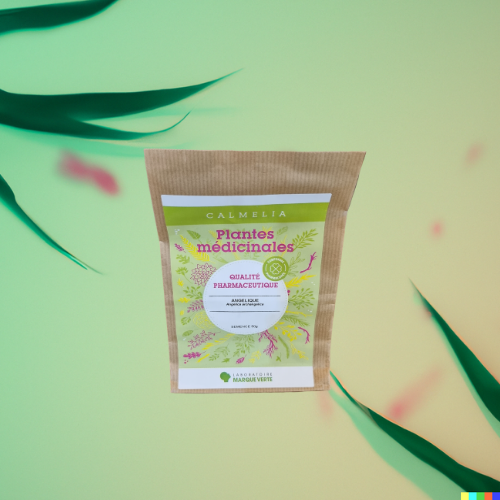 CALMELIA
Plantes
médicinales
QUALITÉ
PHARMACEUTIQUE
ANGELIQUE
LABORATOIRE
MARQUE VERTE